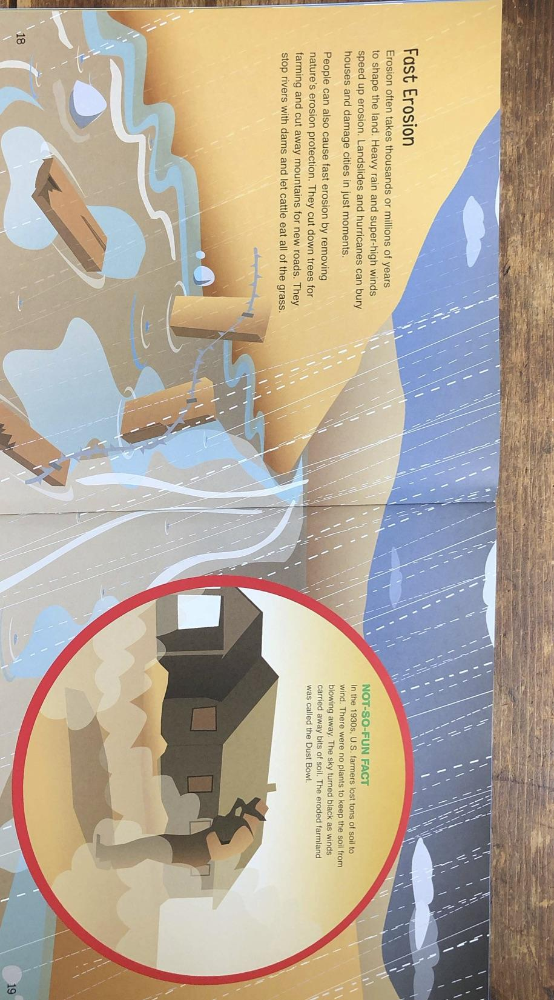 Fast Erosion
Erosion often takes thousands or millions of years
to shape the land. Heavy rain and super-high winds
speed up erosion. Landslides and hurricanes can bury
houses and damage cities in just moments.
People can also cause fast erosion by removing
nature's erosion protection. They cut down trees for
farming and cut away mountains for new roads. They
stop rivers with dams and let cattle eat all of the grass.
18
NOT-SO-FUN FACT
In the 1930s, U.S. farmers lost tons of soil to
wind. There were no plants to keep the soil from
blowing away. The sky turned black as winds
carried away bits of soil. The eroded farmland
was called the Dust Bowl.
19